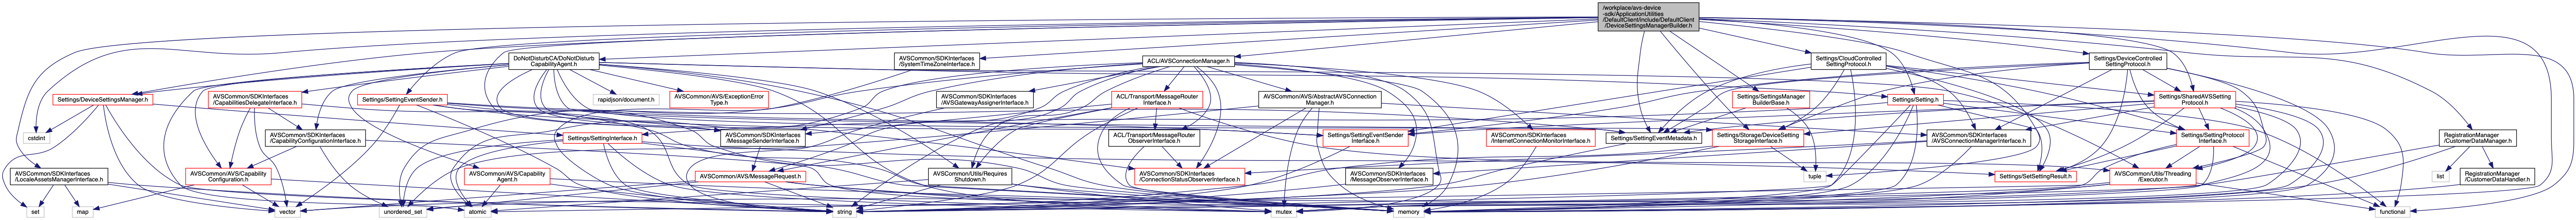 /workplace/avs-device
-sdk/ApplicationUtilities
/DefaultClient/include/DefaultClient
/DeviceSettingsManagerBuilder.h
DoNotDisturbCA/DoNotDisturb
CapabilityAgent.h
AVSCommon/SDKInterfaces
/SystemTimeZoneInterface.h
ACL/AVSConnectionManager.h
Settings/CloudControlled
SettingProtocol.h
Settings/DeviceControlled
SettingProtocol.h
Settings/DeviceSettingsManager.h
AVSCommon/SDKInterfaces
/CapabilitiesDelegateInterface.h
Settings/SettingEventSender.h
rapidjson/document.h
AVSCommon/AVS/ExceptionError
Type.h
AVSCommon/SDKInterfaces
/AVSGatewayAssignerInterface.h
ACL/Transport/MessageRouter
Interface.h
AVSCommon/AVS/AbstractAVSConnection
Manager.h
Settings/SettingsManager
BuilderBase.h
Settings/Setting.h
Settings/SharedAVSSetting
Protocol.h
cstdint
AVSCommon/SDKInterfaces
/CapabilityConfigurationInterface.h
Settings/SettingInterface.h
AVSCommon/SDKInterfaces
/MessageSenderInterface.h
ACL/Transport/MessageRouter
ObserverInterface.h
Settings/SettingEventSender
Interface.h
AVSCommon/SDKInterfaces
/InternetConnectionMonitorInterface.h
Settings/SettingEventMetadata.h
Settings/Storage/DeviceSetting
StorageInterface.h
AVSCommon/SDKInterfaces
/AVSConnectionManagerInterface.h
Settings/SettingProtocol
Interface.h
RegistrationManager
/CustomerDataManager.h
AVSCommon/SDKInterfaces
/LocaleAssetsManagerInterface.h
AVSCommon/AVS/Capability
Configuration.h
AVSCommon/AVS/Capability
Agent.h
AVSCommon/AVS/MessageRequest.h
AVSCommon/Utils/Requires
Shutdown.h
AVSCommon/SDKInterfaces
/ConnectionStatusObserverInterface.h
AVSCommon/SDKInterfaces
/MessageObserverInterface.h
tuple
Settings/SetSettingResult.h
AVSCommon/Utils/Threading
/Executor.h
list
RegistrationManager
/CustomerDataHandler.h
set
map
vector
unordered_set
atomic
string
mutex
memory
functional